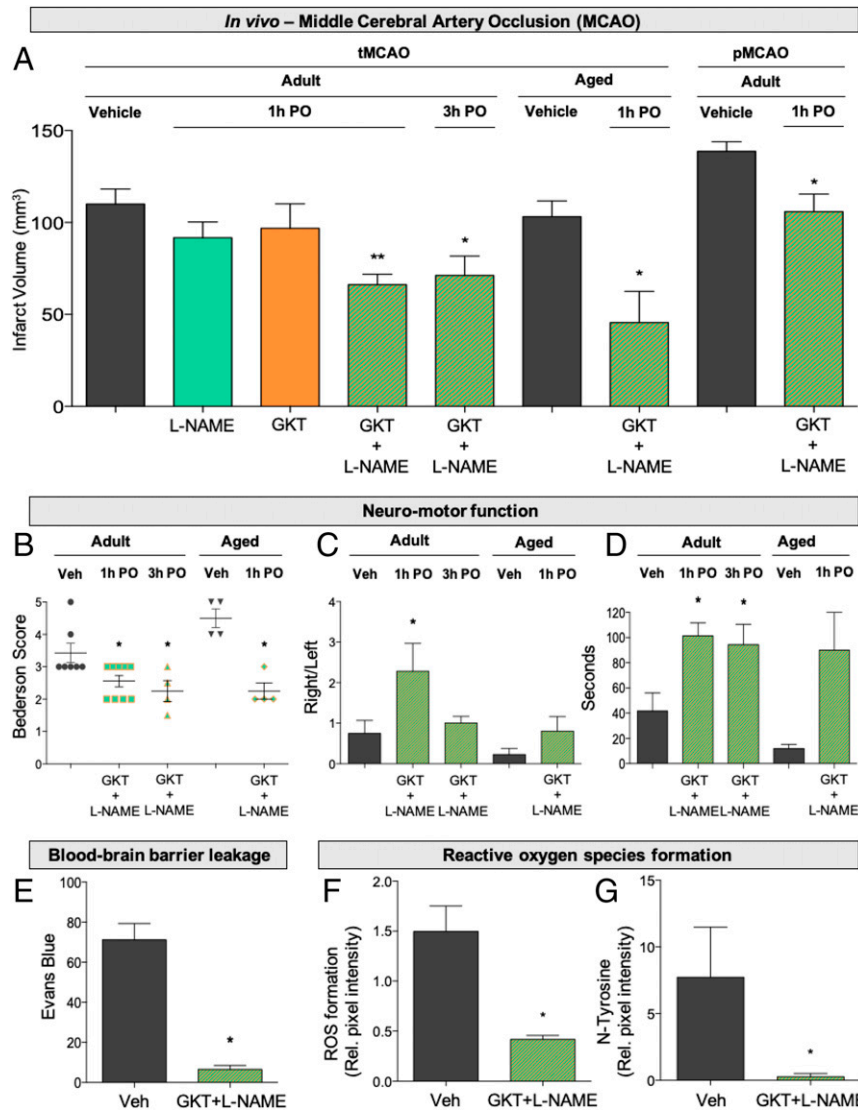 In vivo – Middle Cerebral Artery Occlusion (MCAO)
A
tMCAO
pMCAO
Adult
Aged
Adult
Vehicle
1h PO
3h PO
Vehicle
1h PO
Vehicle
1h PO
Infarct Volume (mm³)
150
100
50
0
**
*
*
*
L-NAME
GKT
GKT + L-NAME
GKT + L-NAME
GKT + L-NAME
GKT + L-NAME
Neuro-motor function
B
Adult
Aged
Veh
1h PO
3h PO
Veh
1h PO
Bederson Score
5
4
3
2
1
0
*
*
*
GKT + L-NAME
GKT + L-NAME
GKT + L-NAME
C
Adult
Aged
Veh
1h PO
3h PO
Veh
1h PO
Right/Left
4
3
2
1
0
*
GKT + L-NAME
GKT + L-NAME
GKT + L-NAME
D
Adult
Aged
Veh
1h PO
3h PO
Veh
1h PO
Seconds
120
100
80
60
40
20
0
*
*
GKT + L-NAME
GKT + L-NAME
GKT + L-NAME
Blood-brain barrier leakage
E
Evans Blue
100
80
60
40
20
0
*
Veh
GKT+L-NAME
Reactive oxygen species formation
F
ROS formation
(Rel. pixel intensity)
2.0
1.5
1.0
0.5
0.0
*
Veh
GKT+L-NAME
G
N-Tyrosine
(Rel. pixel intensity)
15
10
5
0
*
Veh
GKT+L-NAME